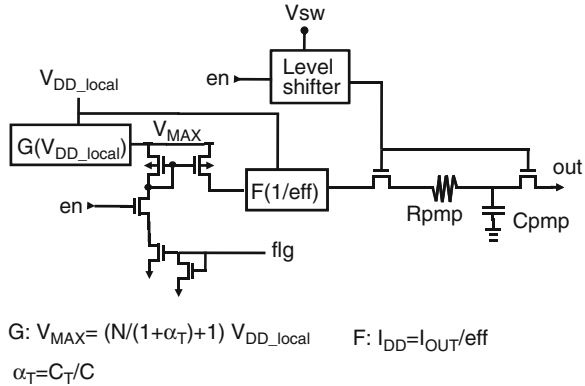 Vsw
en
Level
shifter
V_DD_local
V_MAX
G(V_DD_local)
F(1/eff)
out
Rpmp
Cpmp
en
flg
G: V_MAX= (N/(1+α_T)+1) V_DD_local
F: I_DD=I_OUT/eff
α_T=C_T/C